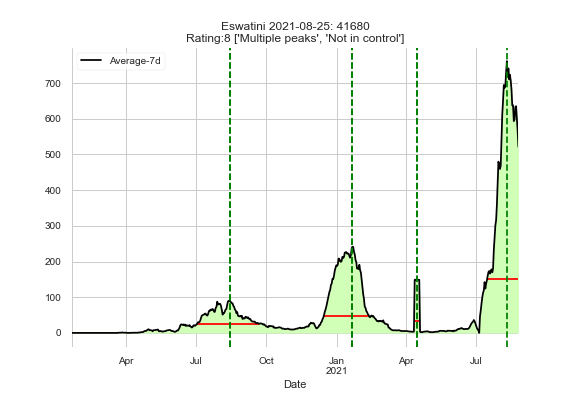 Eswatini 2021-08-25: 41680
Rating:8 ['Multiple peaks', 'Not in control']
Average-7d
700
600
500
400
300
200
100
0
Apr Jul Oct Jan Apr Jul
2021
Date